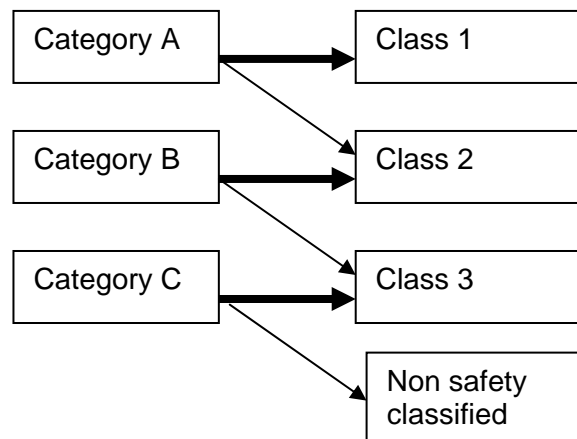 Category A
Class 1
Category B
Class 2
Category C
Class 3
Non safety
classified